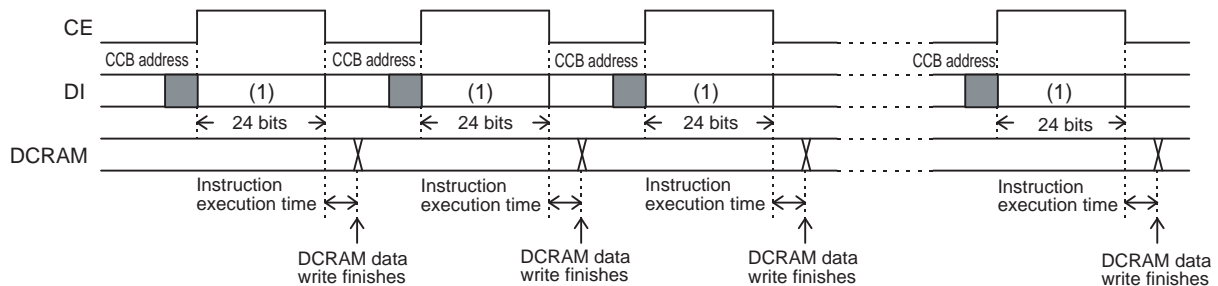 CE
CCB address CCB address CCB address CCB address
DI (1) (1) (1) (1)
24 bits 24 bits 24 bits 24 bits
DCRAM
Instruction Instruction Instruction Instruction
execution time execution time execution time execution time
DCRAM data DCRAM data DCRAM data DCRAM data
write finishes write finishes write finishes write finishes